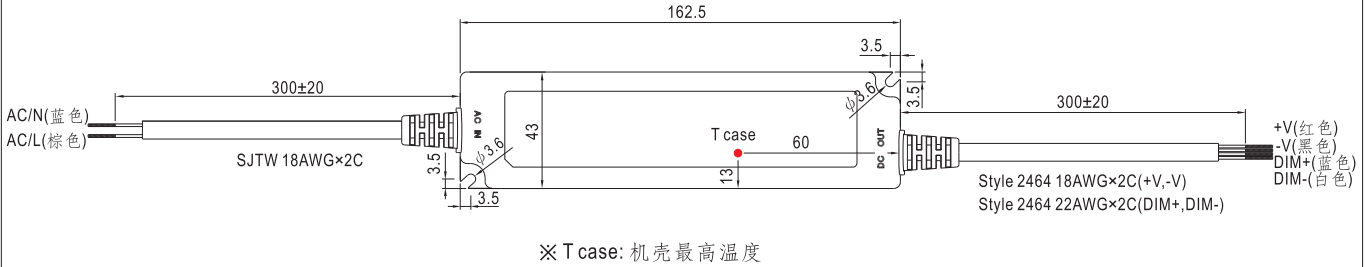 162.5
3.5
300±20
3.5
φ3.6
300±20
AC/N(蓝色)
AC IN
43
T case
60
DC OUT
+V(红色)
AC/L(棕色)
-V(黑色)
SJTW 18AWG×2C
φ3.6
DIM+(蓝色)
3.5
13
Style 2464 18AWG×2C(+V,-V)
DIM-(白色)
3.5
Style 2464 22AWG×2C(DIM+,DIM-)
※ T case: 机壳最高温度